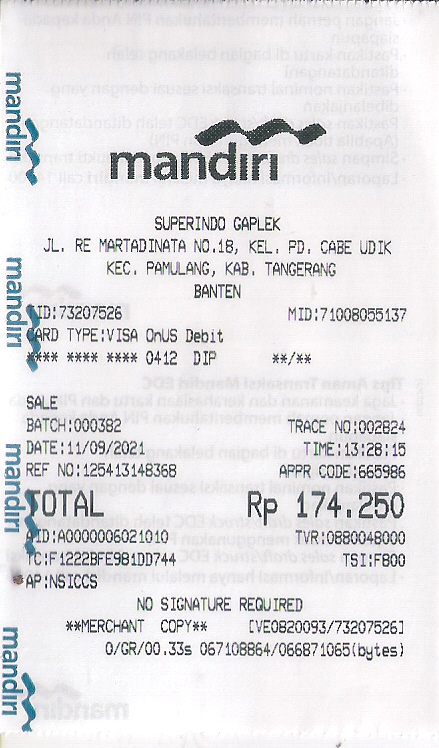 mandiri
SUPERINDO GAPLEK
JL. RE MARTADINATA NO.18, KEL. PD. CABE UDIK
KEC. PAMULANG, KAB. TANGERANG
BANTEN
TID:73207526 MID:71008055137
CARD TYPE:VISA OnUS Debit
**** **** **** 0412 DIP **/**
SALE
BATCH:000382 TRACE NO:002824
DATE:11/09/2021 TIME:13:28:15
REF NO:125413148368 APPR CODE:665986
TOTAL Rp 174.250
AID:A0000006021010 TVR:0880048000
TC:F1222BFE981DD744 TSI:F800
AP:NSICCS
NO SIGNATURE REQUIRED
**MERCHANT COPY** [VE0820093/73207526]
0/GR/00.33s 067108864/066871065(bytes)
mandiri
mandiri
mandiri
mandiri